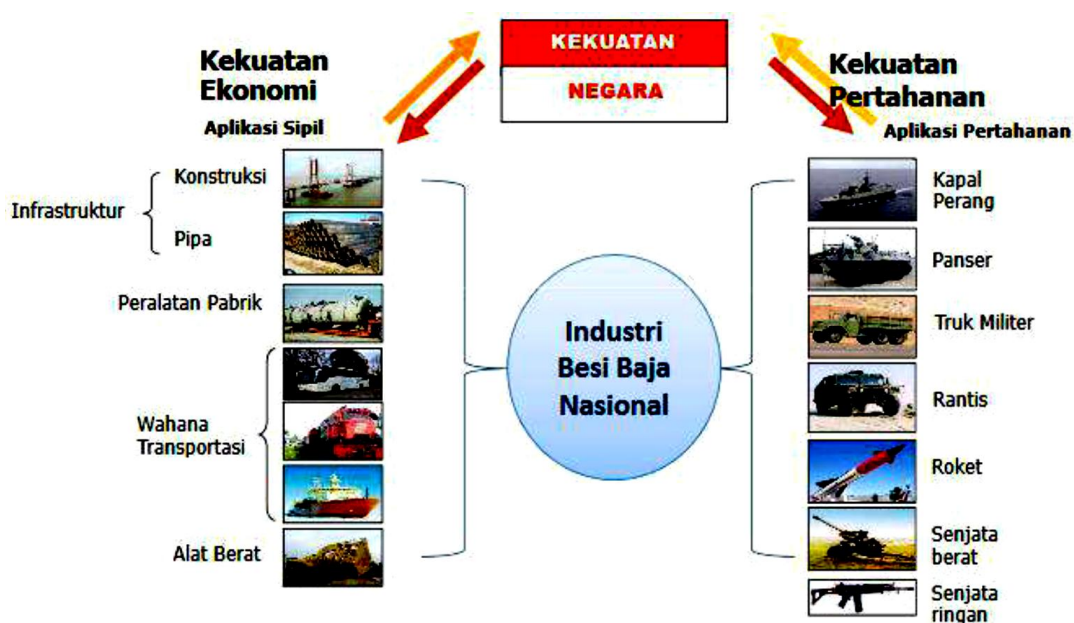 KEKUATAN
NEGARA
Kekuatan
Ekonomi
Aplikasi Sipil
Infrastruktur
Konstruksi
Pipa
Peralatan Pabrik
Wahana
Transportasi
Alat Berat
Industri
Besi Baja
Nasional
Kekuatan
Pertahanan
Aplikasi Pertahanan
Kapal
Perang
Panser
Truk Militer
Rantis
Roket
Senjata
berat
Senjata
ringan